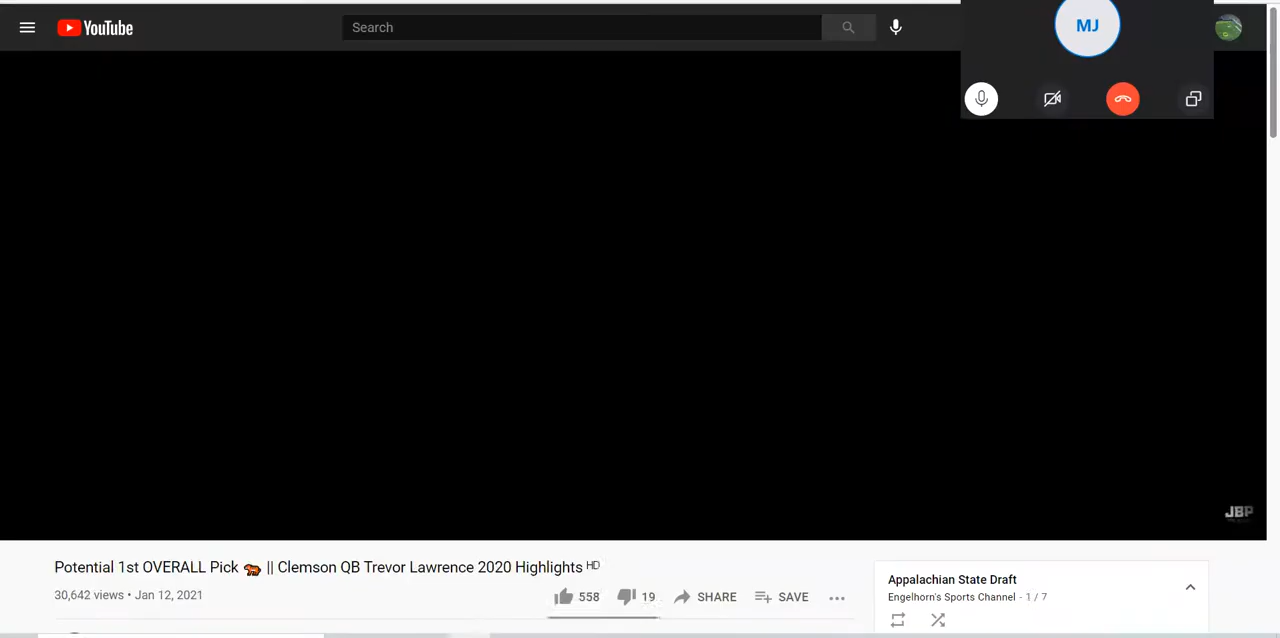 YouTube
Search
MJ
JBP
Potential 1st OVERALL Pick 🐅 || Clemson QB Trevor Lawrence 2020 Highlights ᴴᴰ
30,642 views • Jan 12, 2021
558
19
SHARE
SAVE
Appalachian State Draft
Engelhorn's Sports Channel - 1 / 7